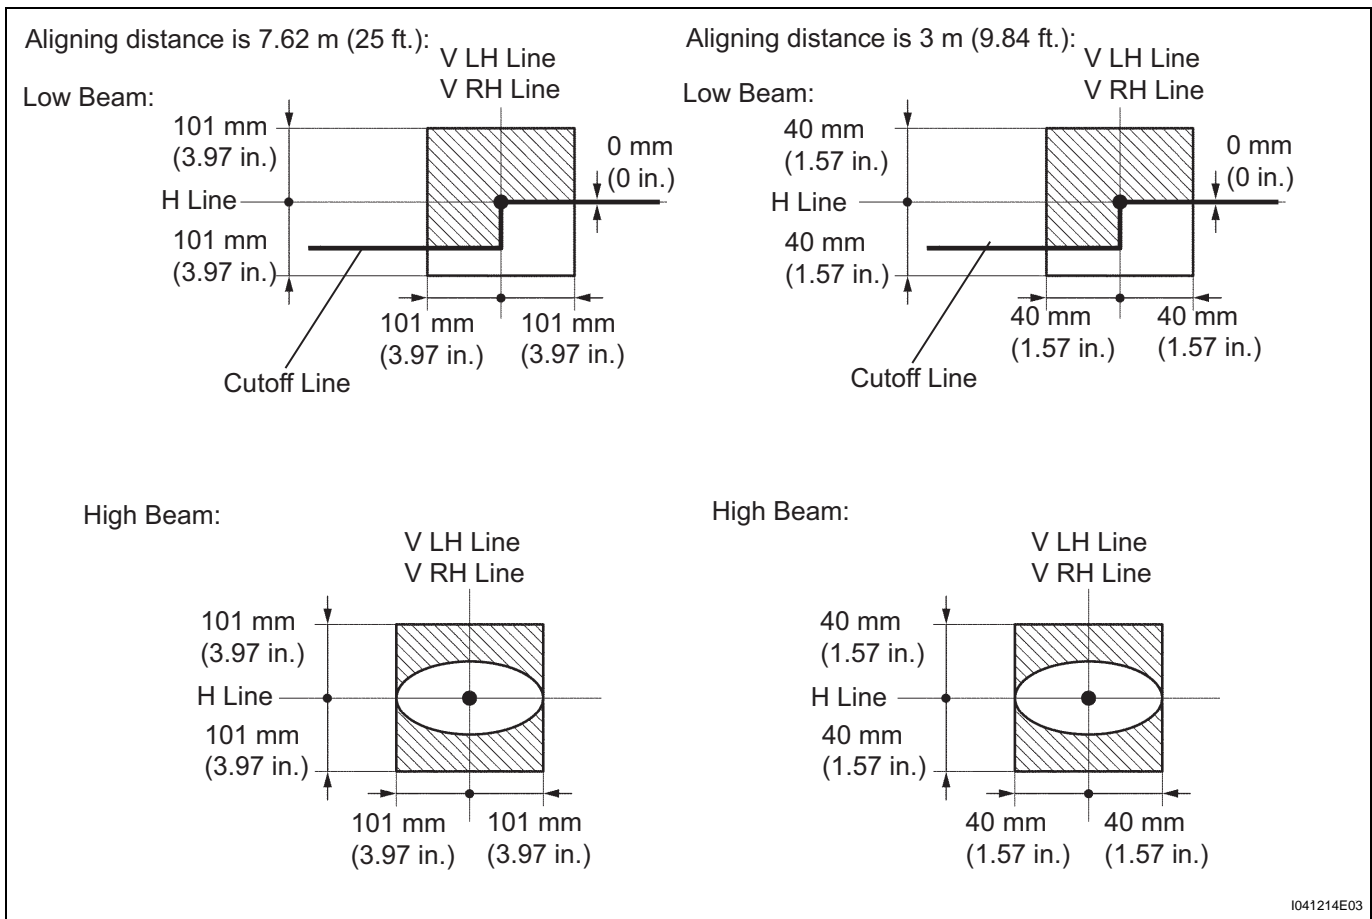 Aligning distance is 7.62 m (25 ft.):
Low Beam:
V LH Line
V RH Line
101 mm
(3.97 in.)
0 mm
(0 in.)
H Line
101 mm
(3.97 in.)
101 mm
(3.97 in.)
101 mm
(3.97 in.)
Cutoff Line
Aligning distance is 3 m (9.84 ft.):
Low Beam:
V LH Line
V RH Line
40 mm
(1.57 in.)
0 mm
(0 in.)
H Line
40 mm
(1.57 in.)
40 mm
(1.57 in.)
40 mm
(1.57 in.)
Cutoff Line
High Beam:
V LH Line
V RH Line
101 mm
(3.97 in.)
H Line
101 mm
(3.97 in.)
101 mm
(3.97 in.)
101 mm
(3.97 in.)
High Beam:
V LH Line
V RH Line
40 mm
(1.57 in.)
H Line
40 mm
(1.57 in.)
40 mm
(1.57 in.)
40 mm
(1.57 in.)
I041214E03